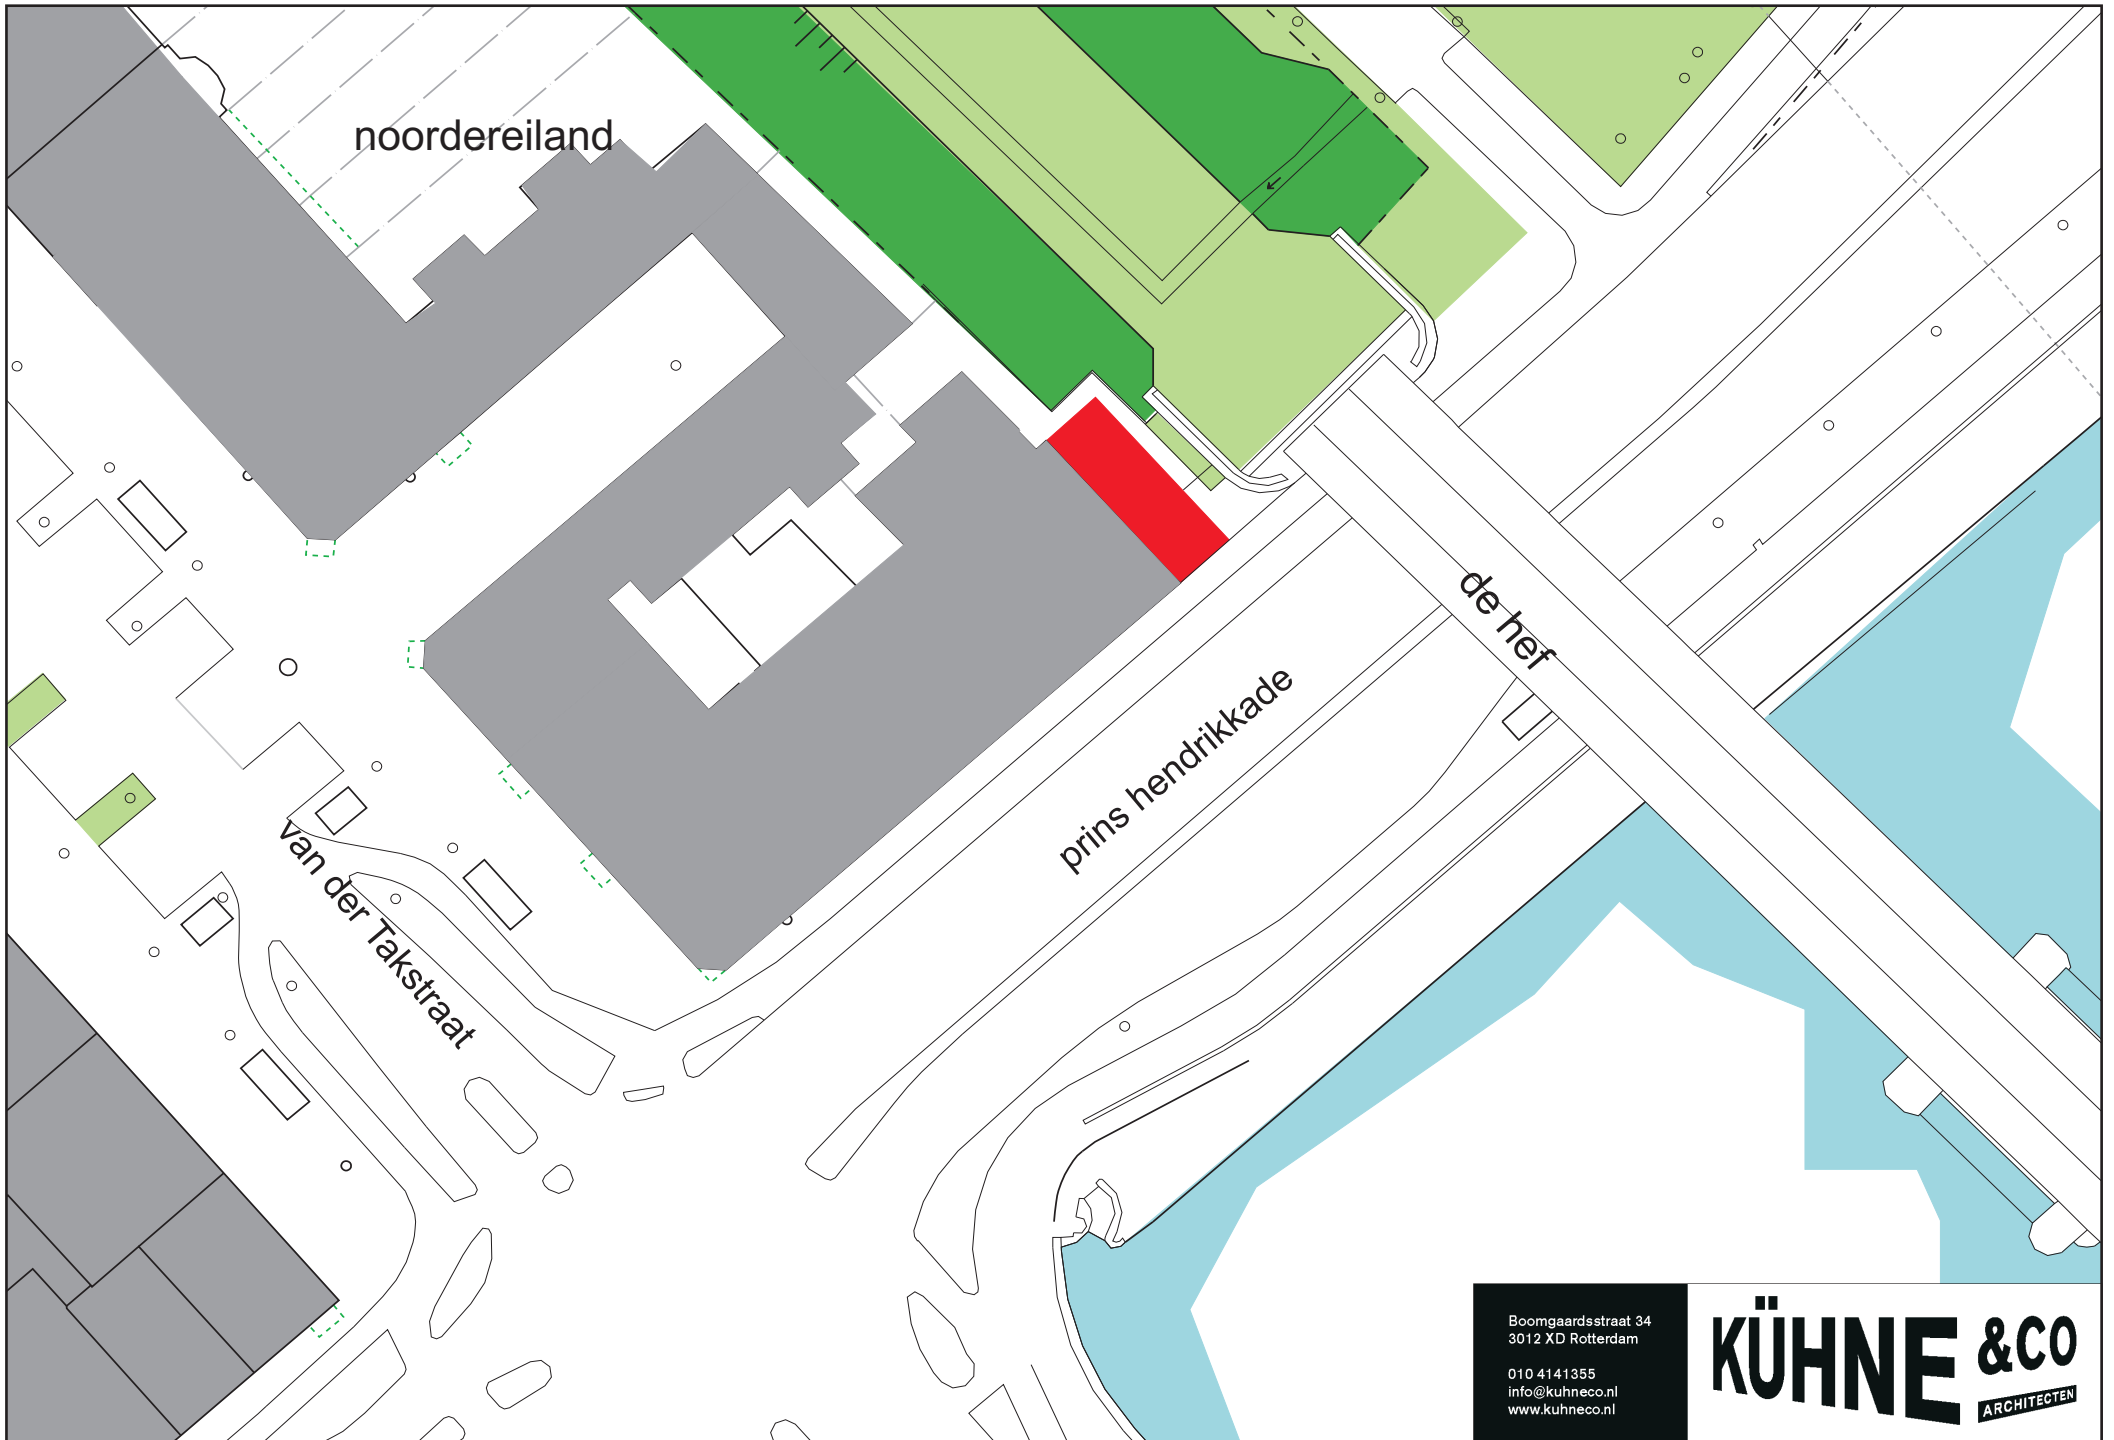 noordereiland
de hef
prins hendrikkade
van der Takstraat
Boomgaardsstraat 34
3012 XD Rotterdam
010 4141355
info@kuhneco.nl
www.kuhneco.nl
KÜHNE &CO
ARCHITECTEN